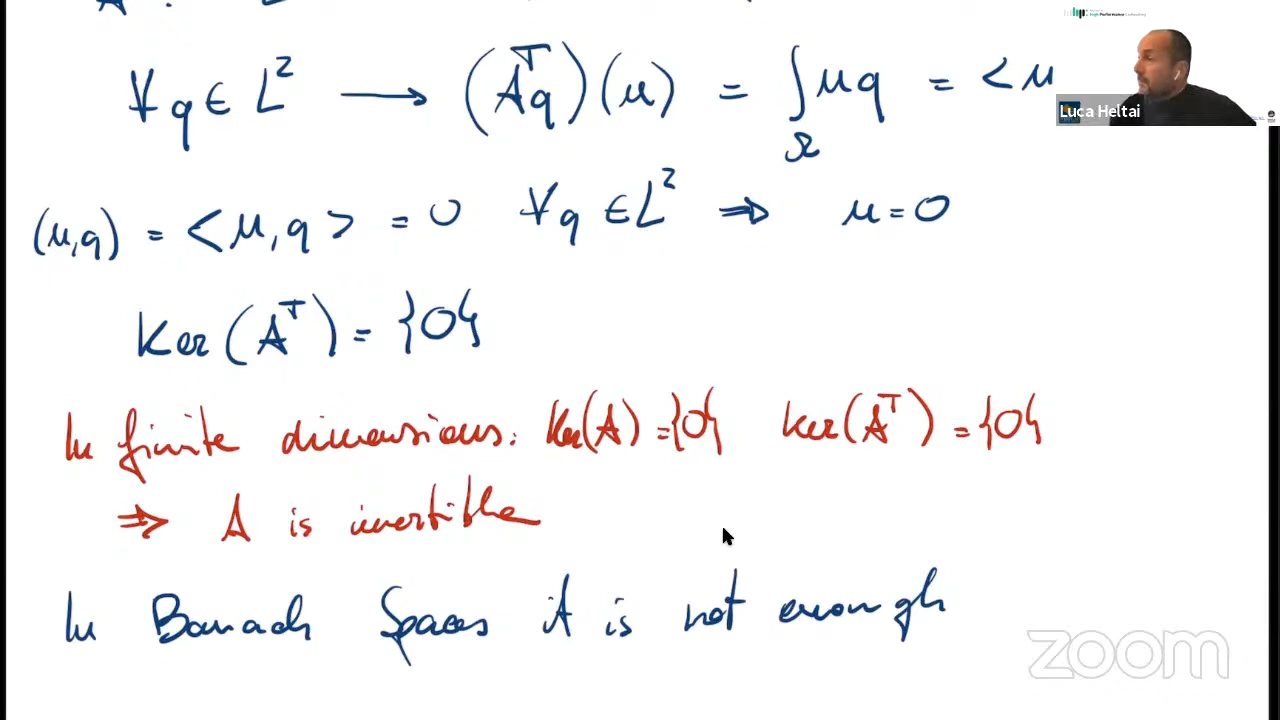 A :
∀q ∈ L² ⟶ (Aᵀq)(u) = ∫_Ω uq = <u
Luca Heltai
(u,q) = <u,q> = 0 ∀q ∈ L² ⇒ u = 0
Ker(Aᵀ) = {0}
In finite dimensions: Ker(A) = {0} Ker(Aᵀ) = {0}
⇒ A is invertible
In Banach Spaces it is not enough
zoom